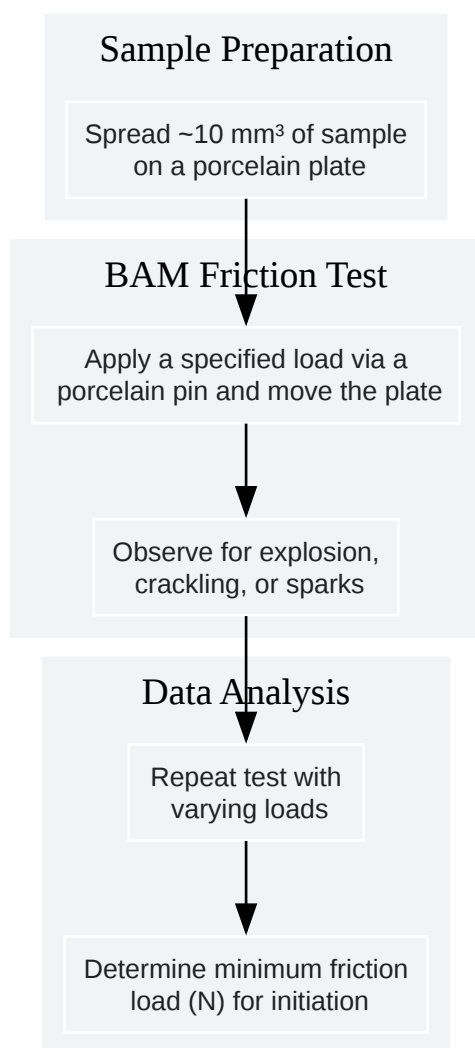 Sample Preparation
Spread ~10 mm³ of sample
on a porcelain plate
BAM Friction Test
Apply a specified load via a
porcelain pin and move the plate
Observe for explosion,
crackling, or sparks
Data Analysis
Repeat test with
varying loads
Determine minimum friction
load (N) for initiation